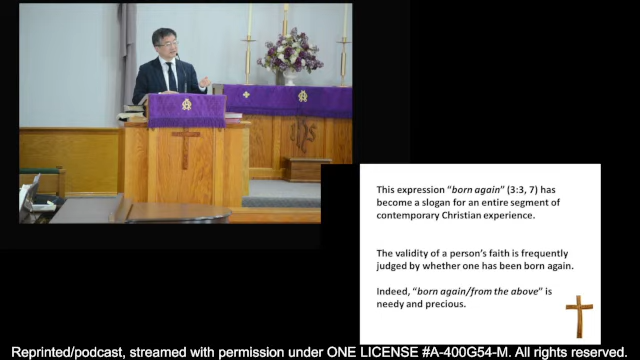 This expression “born again” (3:3, 7) has
become a slogan for an entire segment of
contemporary Christian experience.
The validity of a person’s faith is frequently
judged by whether one has been born again.
Indeed, “born again/from the above” is
needy and precious.
Reprinted/podcast, streamed with permission under ONE LICENSE #A-400G54-M. All rights reserved.